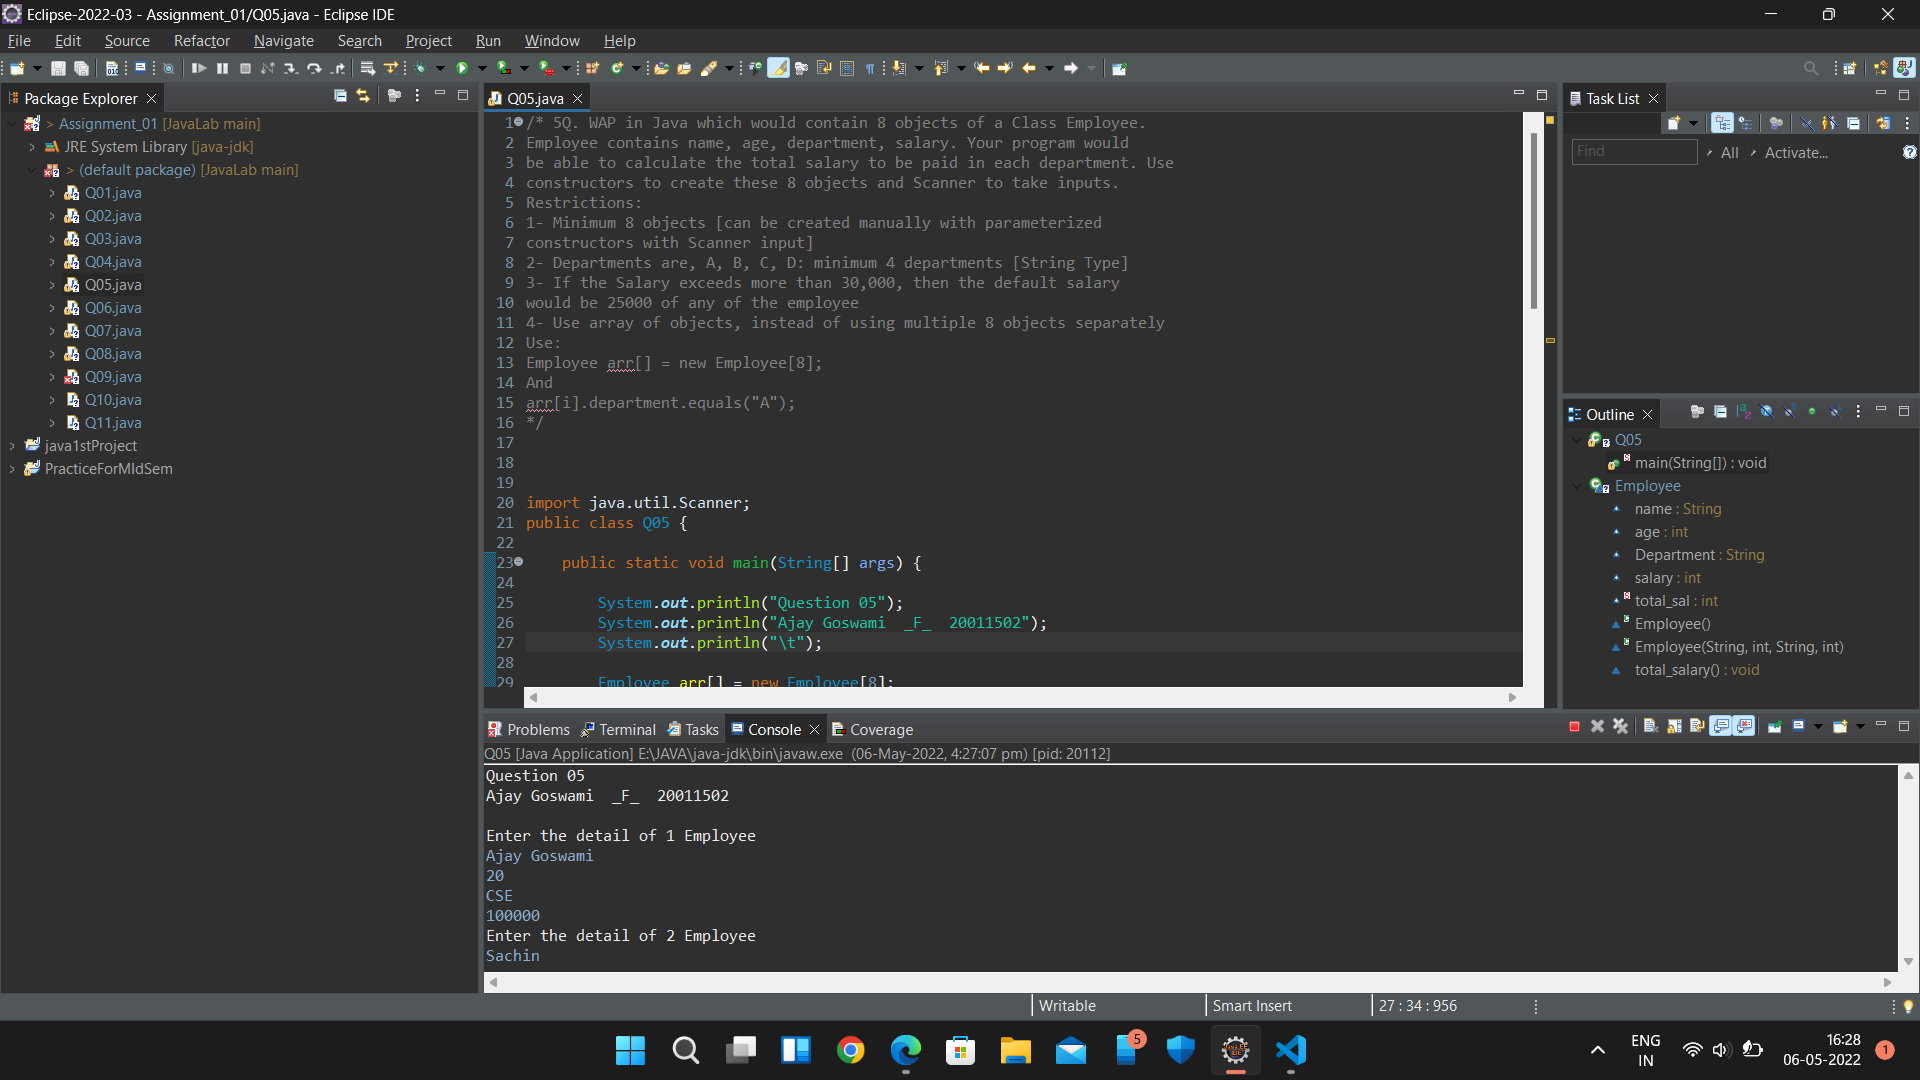 Eclipse-2022-03 - Assignment_01/Q05.java - Eclipse IDE
File Edit Source Refactor Navigate Search Project Run Window Help
Package Explorer
> Assignment_01 [JavaLab main]
JRE System Library [java-jdk]
> (default package) [JavaLab main]
Q01.java
Q02.java
Q03.java
Q04.java
Q05.java
Q06.java
Q07.java
Q08.java
Q09.java
Q10.java
Q11.java
java1stProject
PracticeForMIdSem
Q05.java
1 /* 5Q. WAP in Java which would contain 8 objects of a Class Employee.
2 Employee contains name, age, department, salary. Your program would
3 be able to calculate the total salary to be paid in each department. Use
4 constructors to create these 8 objects and Scanner to take inputs.
5 Restrictions:
6 1- Minimum 8 objects [can be created manually with parameterized
7 constructors with Scanner input]
8 2- Departments are, A, B, C, D: minimum 4 departments [String Type]
9 3- If the Salary exceeds more than 30,000, then the default salary
10 would be 25000 of any of the employee
11 4- Use array of objects, instead of using multiple 8 objects separately
12 Use:
13 Employee arr[] = new Employee[8];
14 And
15 arr[i].department.equals("A");
16 */
17
18
19
20 import java.util.Scanner;
21 public class Q05 {
22
23 public static void main(String[] args) {
24
25 System.out.println("Question 05");
26 System.out.println("Ajay Goswami  _F_  20011502");
27 System.out.println("\t");
28
29 Employee arr[] = new Employee[8];
Task List
Find
All
Activate...
Outline
Q05
main(String[]) : void
Employee
name : String
age : int
Department : String
salary : int
total_sal : int
Employee()
Employee(String, int, String, int)
total_salary() : void
Problems Terminal Tasks Console Coverage
Q05 [Java Application] E:\JAVA\java-jdk\bin\javaw.exe (06-May-2022, 4:27:07 pm) [pid: 20112]
Question 05
Ajay Goswami  _F_  20011502
Enter the detail of 1 Employee
Ajay Goswami
20
CSE
100000
Enter the detail of 2 Employee
Sachin
Writable
Smart Insert
27 : 34 : 956
5
ENG
IN
16:28
06-05-2022
1